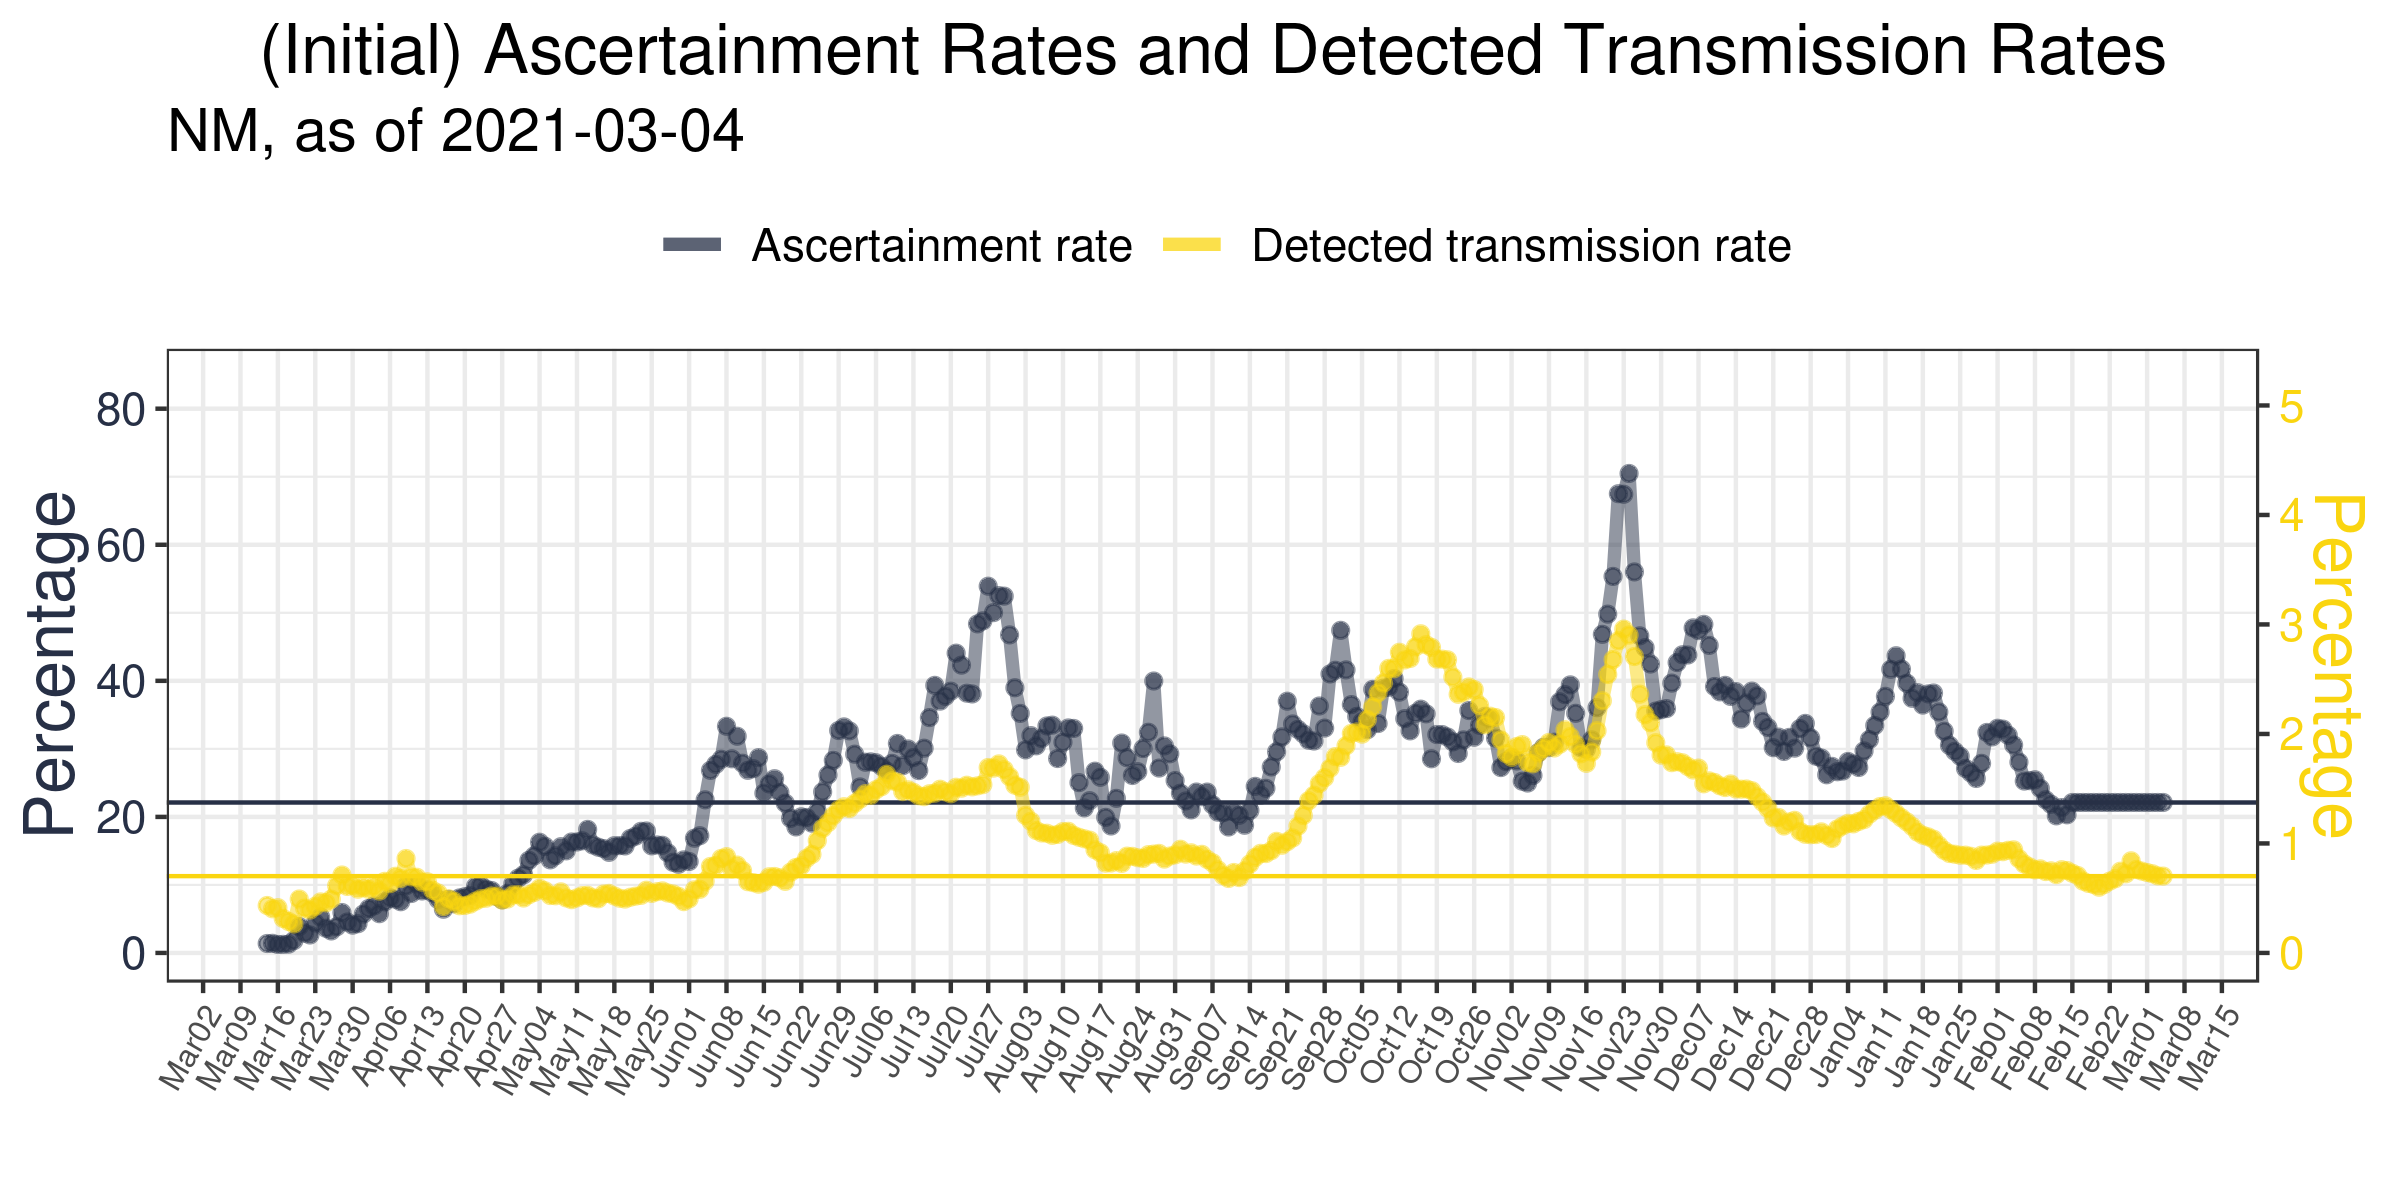 (Initial) Ascertainment Rates and Detected Transmission Rates
NM, as of 2021-03-04
Ascertainment rate Detected transmission rate
Percentage
80
60
40
20
0
5
4
3
2
1
0
Percentage
Mar02 Mar09 Mar16 Mar23 Mar30 Apr06 Apr13 Apr20 Apr27 May04 May11 May18 May25 Jun01 Jun08 Jun15 Jun22 Jun29 Jul06 Jul13 Jul20 Jul27 Aug03 Aug10 Aug17 Aug24 Aug31 Sep07 Sep14 Sep21 Sep28 Oct05 Oct12 Oct19 Oct26 Nov02 Nov09 Nov16 Nov23 Nov30 Dec07 Dec14 Dec21 Dec28 Jan04 Jan11 Jan18 Jan25 Feb01 Feb08 Feb15 Feb22 Mar01 Mar08 Mar15